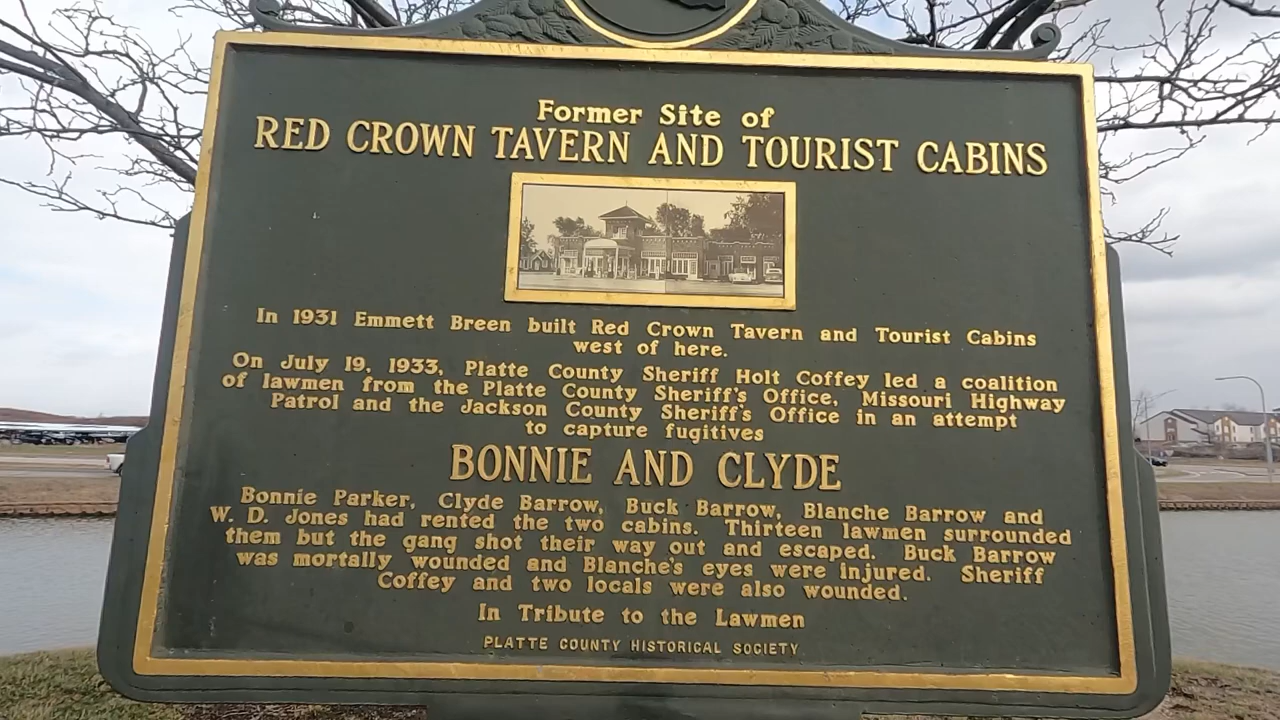 Former Site of
RED CROWN TAVERN AND TOURIST CABINS
In 1931 Emmett Breen built Red Crown Tavern and Tourist Cabins
west of here.
On July 19, 1933, Platte County Sheriff Holt Coffey led a coalition
of lawmen from the Platte County Sheriff's Office, Missouri Highway
Patrol and the Jackson County Sheriff's Office in an attempt
to capture fugitives
BONNIE AND CLYDE
Bonnie Parker, Clyde Barrow, Buck Barrow, Blanche Barrow and
W. D. Jones had rented the two cabins. Thirteen lawmen surrounded
them but the gang shot their way out and escaped. Buck Barrow
was mortally wounded and Blanche's eyes were injured. Sheriff
Coffey and two locals were also wounded.
In Tribute to the Lawmen
PLATTE COUNTY HISTORICAL SOCIETY